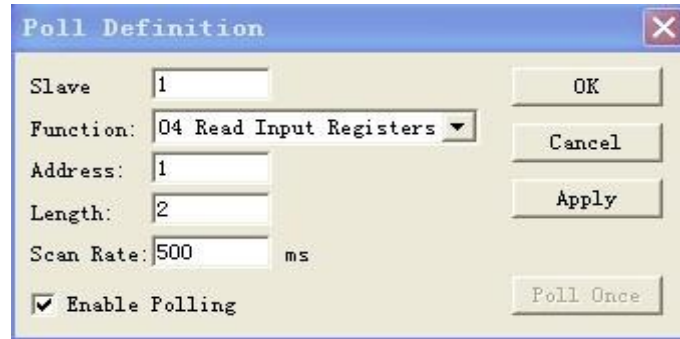 Poll Definition
Slave 1
OK
Function: 04 Read Input Registers
Cancel
Address: 1
Apply
Length: 2
Scan Rate: 500 ms
Enable Polling
Poll Once